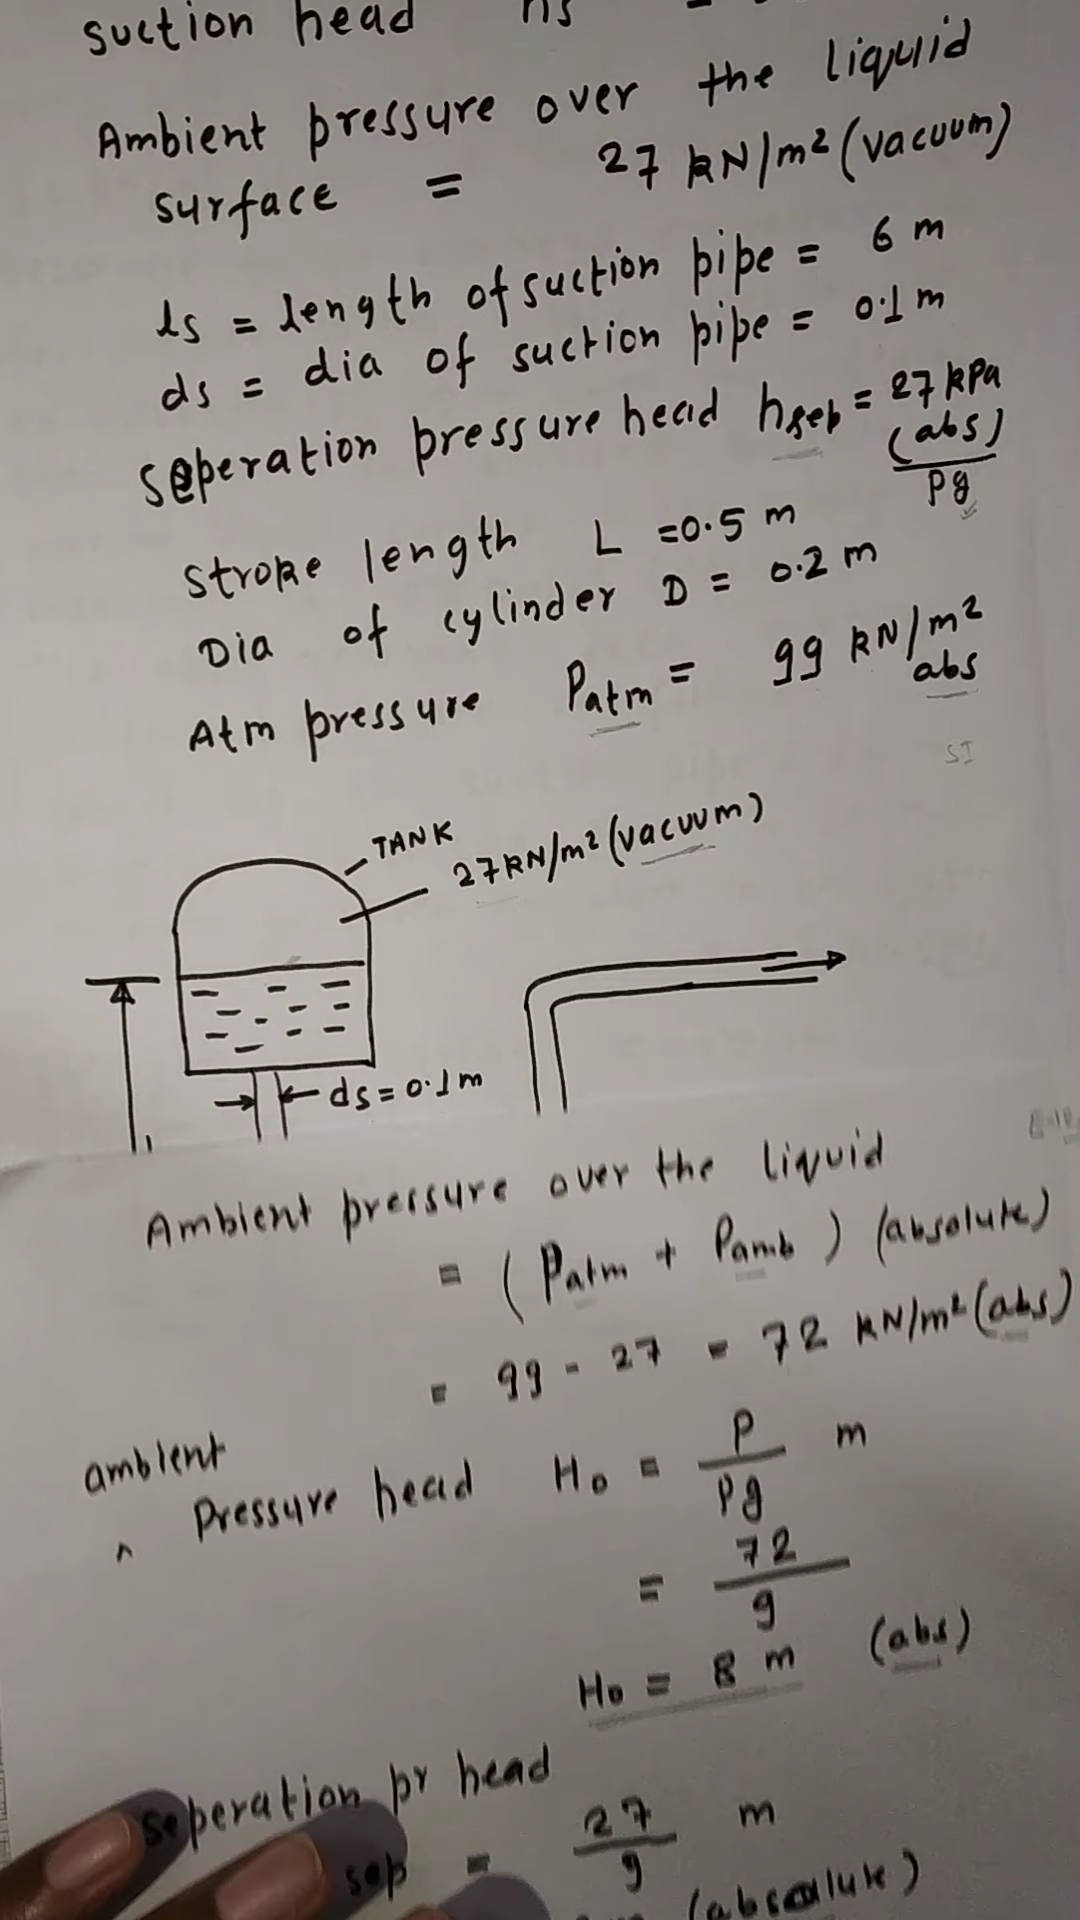 suction head hs =
Ambient pressure over the liquid
surface = 27 kN/m² (vacuum)
ls = length of suction pipe = 6 m
ds = dia of suction pipe = 0.1 m
seperation pressure head hsep = 27 kPa (abs) / ρg
stroke length L = 0.5 m
Dia of cylinder D = 0.2 m
Atm pressure Patm = 99 kN/m² abs
SI
TANK
27 kN/m² (vacuum)
ds = 0.1 m
Ambient pressure over the liquid
= (Patm + Pamb) (absolute)
= 99 - 27 = 72 kN/m² (abs)
ambient
^ Pressure head Ho = P / ρg m
= 72 / 9
Ho = 8 m (abs)
seperation pr head
sep = 27 / 9 m
(absolute)